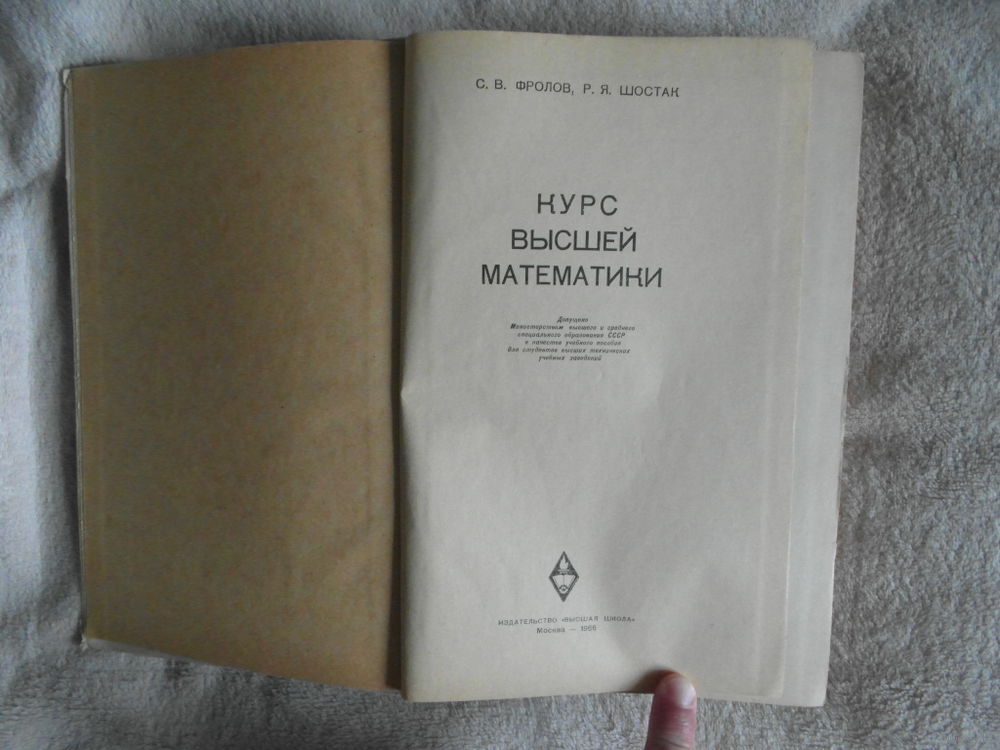 С. В. ФРОЛОВ, Р. Я. ШОСТАК
КУРС
ВЫСШЕЙ
МАТЕМАТИКИ
Допущено
Министерством высшего и среднего
специального образования СССР
в качестве учебного пособия
для студентов высших технических
учебных заведений
ИЗДАТЕЛЬСТВО «ВЫСШАЯ ШКОЛА»
Москва — 1966